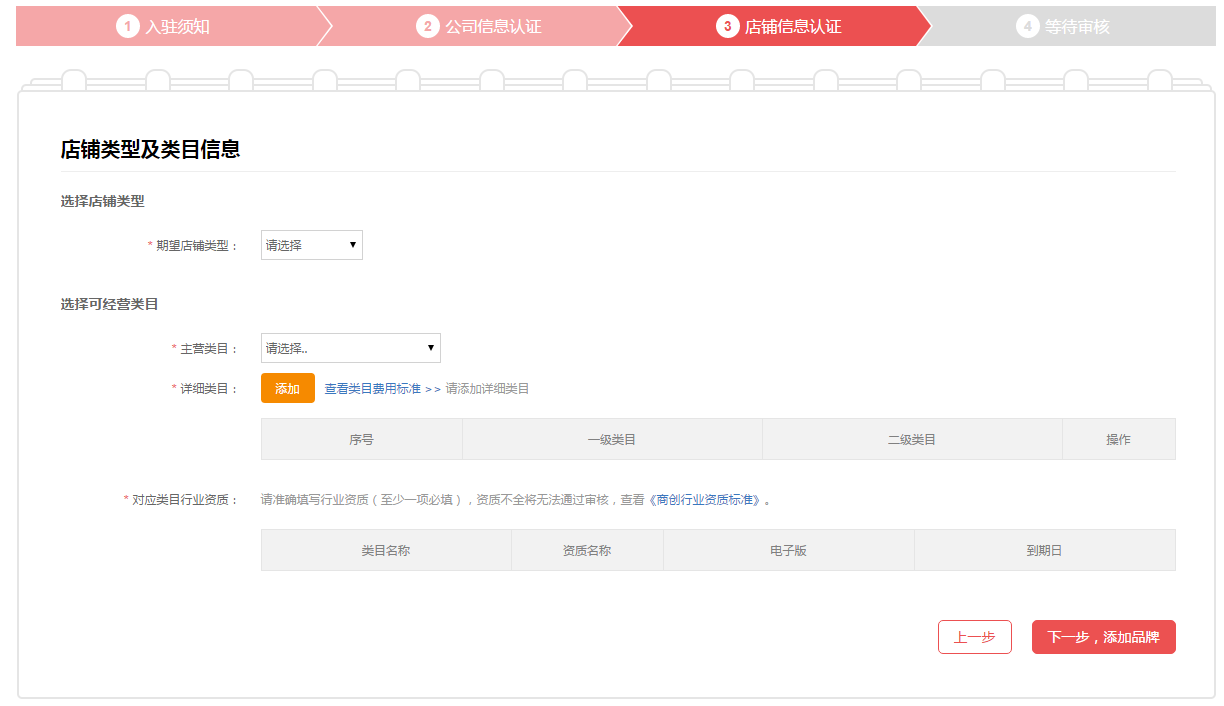 1 入驻须知 2 公司信息认证 3 店铺信息认证 4 等待审核
店铺类型及类目信息
选择店铺类型
* 期望店铺类型： 请选择
选择可经营类目
* 主营类目： 请选择..
* 详细类目： 添加 查看类目费用标准 >> 请添加详细类目
序号 一级类目 二级类目 操作
* 对应类目行业资质： 请准确填写行业资质（至少一项必填），资质不全将无法通过审核，查看《商创行业资质标准》。
类目名称 资质名称 电子版 到期日
上一步 下一步，添加品牌